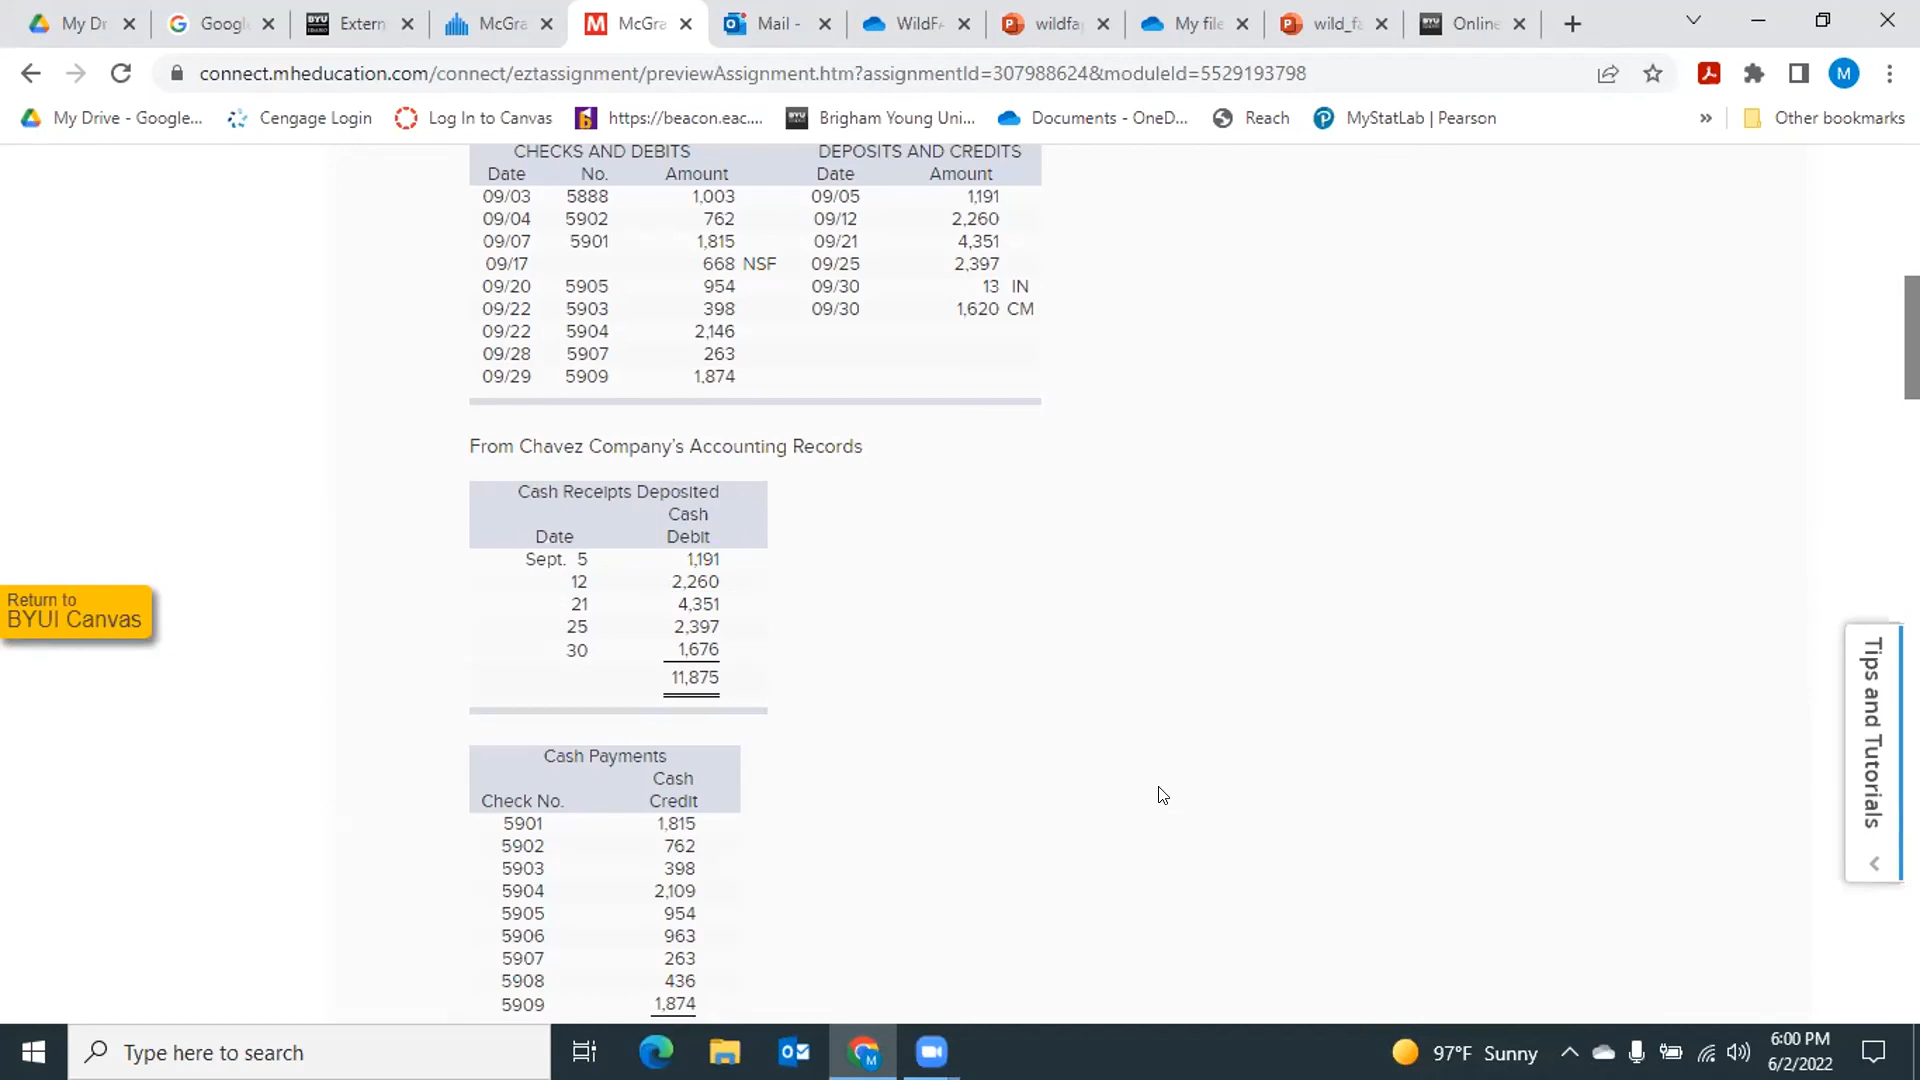 My Dr
Google
Extern
McGra
McGra
Mail -
WildFA
wildfap
My file
wild_fa
Online
connect.mheducation.com/connect/eztassignment/previewAssignment.htm?assignmentId=307988624&moduleId=5529193798
M
My Drive - Google...
Cengage Login
Log In to Canvas
https://beacon.eac....
Brigham Young Uni...
Documents - OneD...
Reach
MyStatLab | Pearson
»
Other bookmarks
CHECKS AND DEBITS DEPOSITS AND CREDITS
Date No. Amount Date Amount
09/03 5888 1,003 09/05 1,191
09/04 5902 762 09/12 2,260
09/07 5901 1,815 09/21 4,351
09/17 668 NSF 09/25 2,397
09/20 5905 954 09/30 13 IN
09/22 5903 398 09/30 1,620 CM
09/22 5904 2,146
09/28 5907 263
09/29 5909 1,874
From Chavez Company's Accounting Records
Cash Receipts Deposited
Cash
Date Debit
Sept. 5 1,191
12 2,260
21 4,351
25 2,397
30 1,676
11,875
Return to
BYUI Canvas
Tips and Tutorials
Cash Payments
Cash
Check No. Credit
5901 1,815
5902 762
5903 398
5904 2,109
5905 954
5906 963
5907 263
5908 436
5909 1,874
Type here to search
97°F Sunny
6:00 PM
6/2/2022